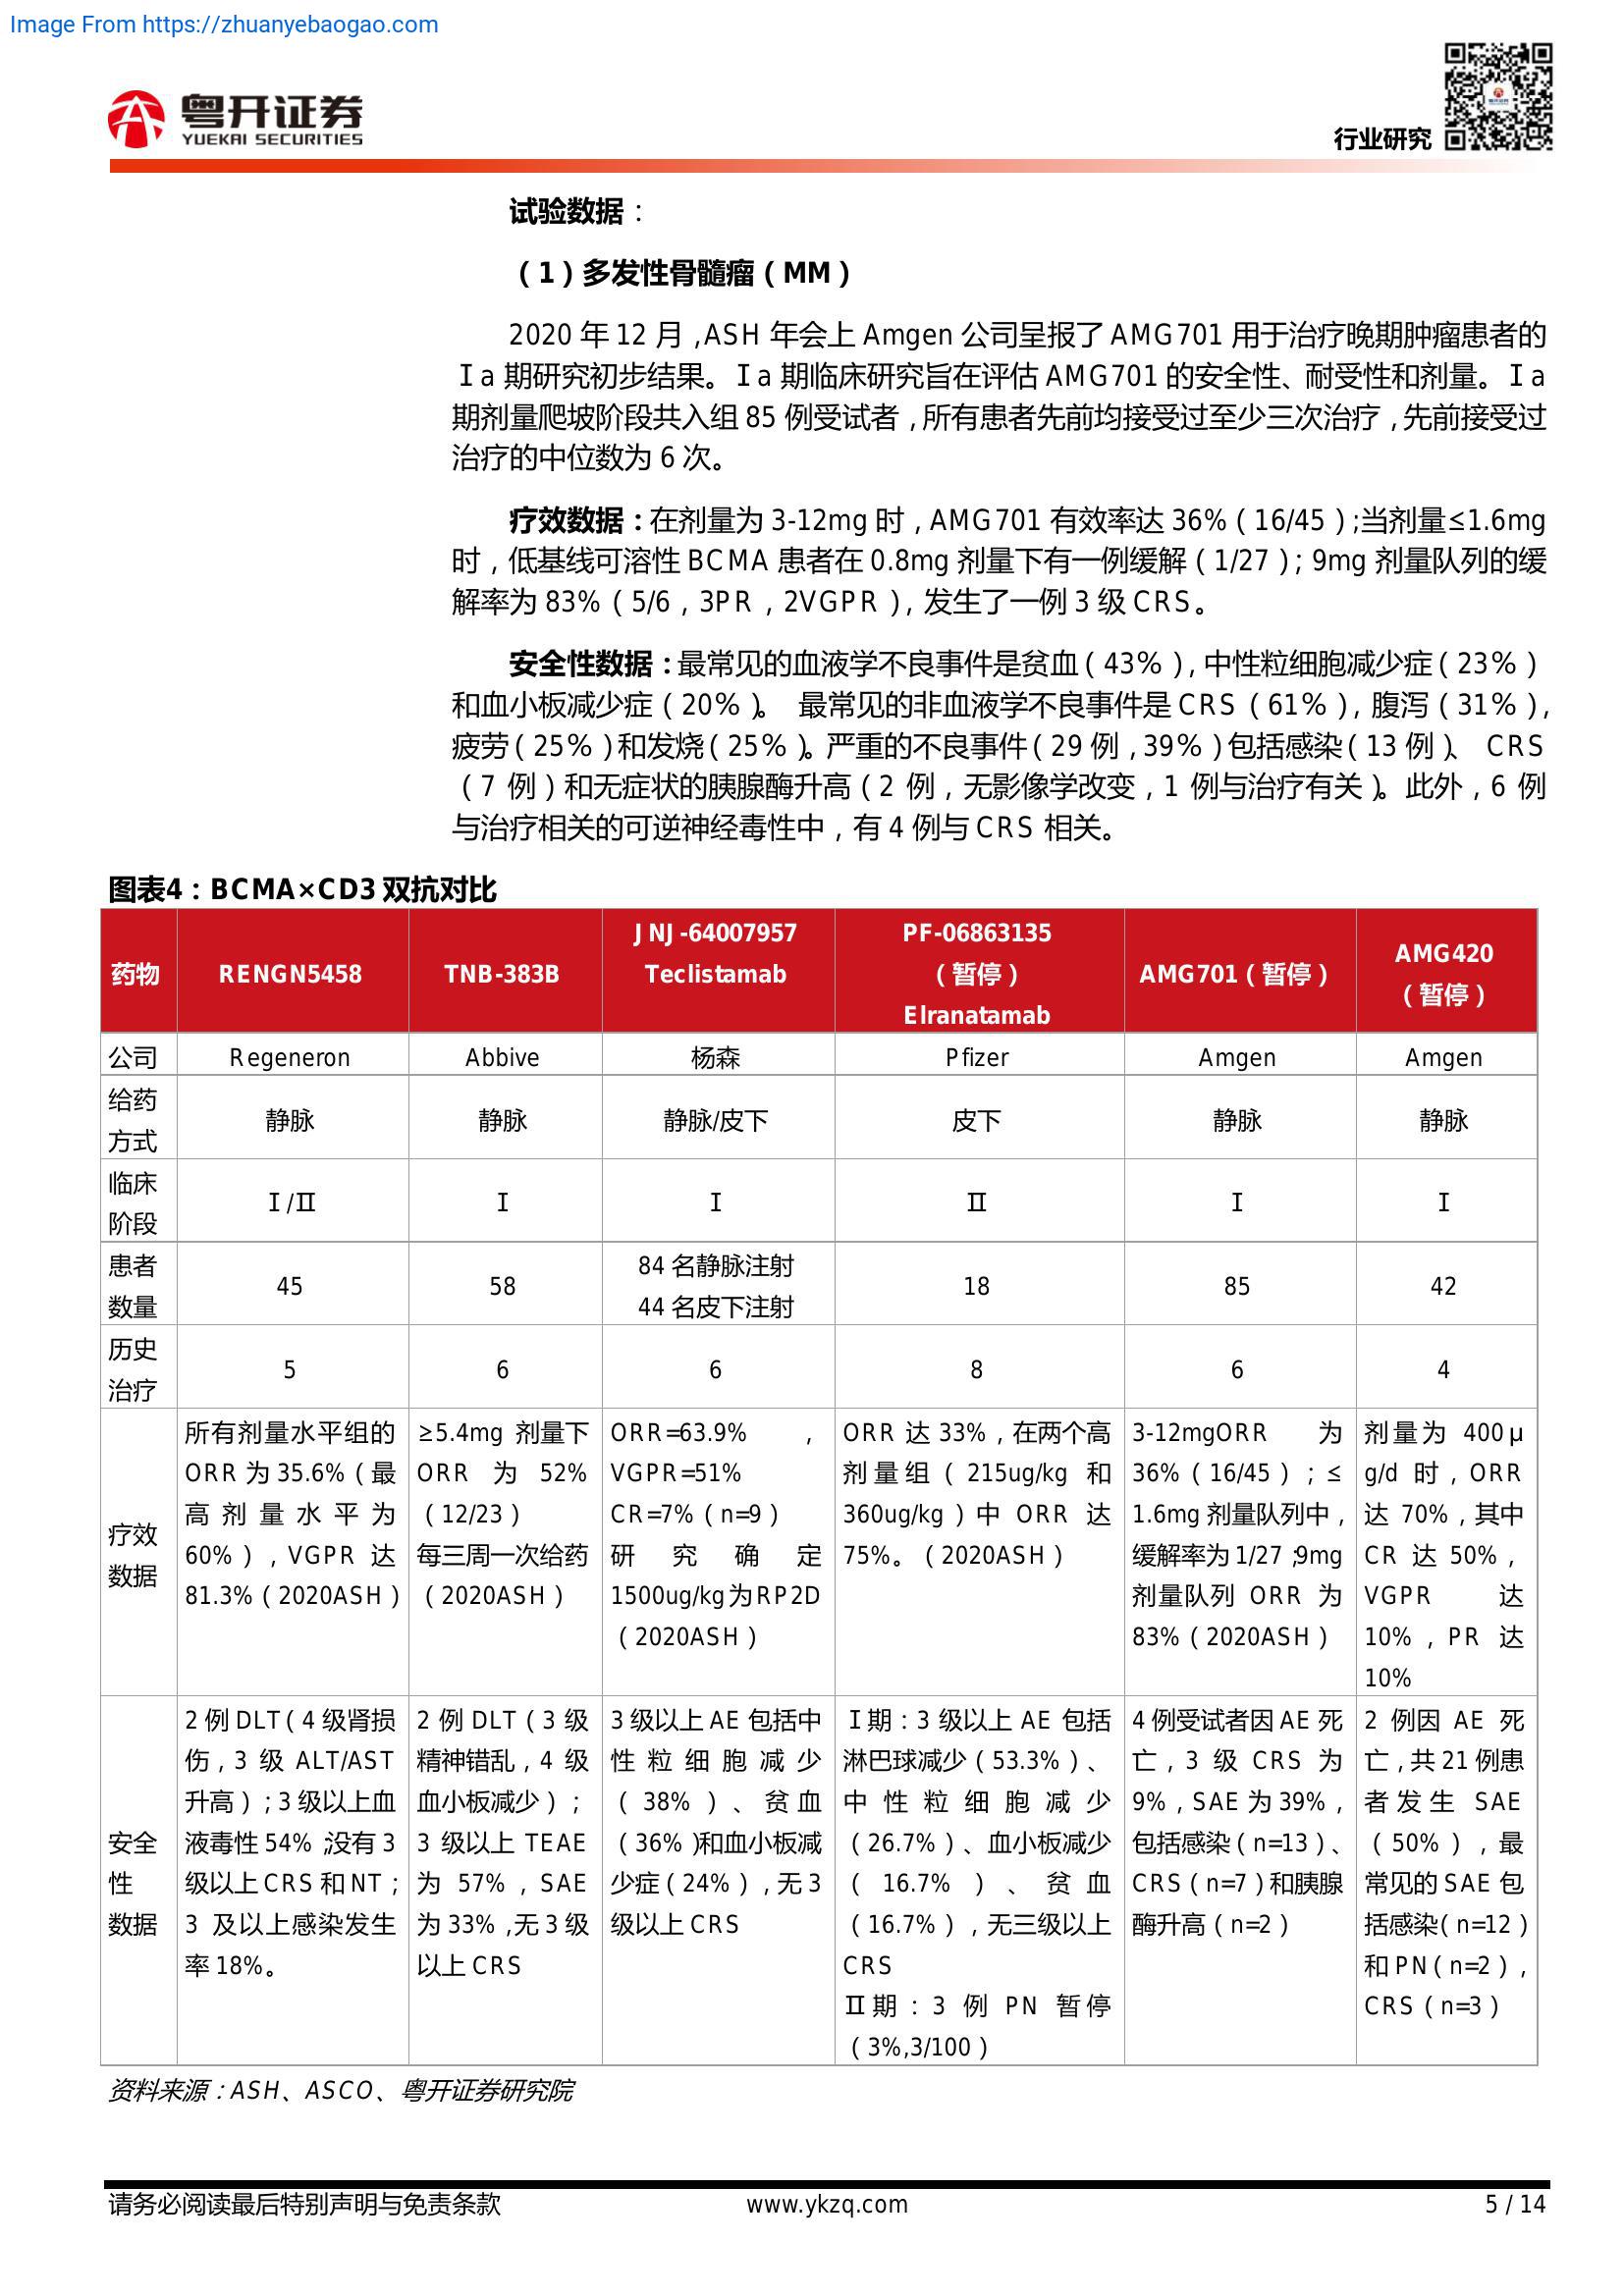 Image From https://zhuanyebaogao.com
粤开证券
YUEKAI SECURITIES
行业研究
试验数据：
（1）多发性骨髓瘤（MM）
2020 年 12 月，ASH 年会上 Amgen 公司呈报了 AMG701 用于治疗晚期肿瘤患者的
Ⅰa 期研究初步结果。Ⅰa 期临床研究旨在评估 AMG701 的安全性、耐受性和剂量。Ⅰa
期剂量爬坡阶段共入组 85 例受试者，所有患者先前均接受过至少三次治疗，先前接受过
治疗的中位数为 6 次。
疗效数据：在剂量为 3-12mg 时，AMG701 有效率达 36%（16/45）;当剂量≤1.6mg
时，低基线可溶性 BCMA 患者在 0.8mg 剂量下有一例缓解（1/27）；9mg 剂量队列的缓
解率为 83%（5/6，3PR，2VGPR），发生了一例 3 级 CRS。
安全性数据：最常见的血液学不良事件是贫血（43%），中性粒细胞减少症（23%）
和血小板减少症（20%）。 最常见的非血液学不良事件是 CRS（61%），腹泻（31%），
疲劳（25%）和发烧（25%）。严重的不良事件（29 例，39%）包括感染（13 例）、 CRS
（7 例）和无症状的胰腺酶升高（2 例，无影像学改变，1 例与治疗有关）。此外，6 例
与治疗相关的可逆神经毒性中，有 4 例与 CRS 相关。
图表4：BCMA×CD3 双抗对比
药物
RENGN5458
TNB-383B
JNJ-64007957
Teclistamab
PF-06863135
（暂停）
Elranatamab
AMG701（暂停）
AMG420
（暂停）
公司
Regeneron
Abbive
杨森
Pfizer
Amgen
Amgen
给药
方式
静脉
静脉
静脉/皮下
皮下
静脉
静脉
临床
阶段
Ⅰ/Ⅱ
Ⅰ
Ⅰ
Ⅱ
Ⅰ
Ⅰ
患者
数量
45
58
84 名静脉注射
44 名皮下注射
18
85
42
历史
治疗
5
6
6
8
6
4
疗效
数据
所有剂量水平组的
ORR 为 35.6%（最
高剂量水平为
60%），VGPR 达
81.3%（2020ASH）
≥5.4mg 剂量下
ORR 为 52%
（12/23）
每三周一次给药
（2020ASH）
ORR=63.9% ，
VGPR=51%
CR=7%（n=9）
研究确定
1500ug/kg 为 RP2D
（2020ASH）
ORR 达 33%，在两个高
剂量组（215ug/kg 和
360ug/kg）中 ORR 达
75%。（2020ASH）
3-12mgORR 为
36%（16/45）；≤
1.6mg 剂量队列中，
缓解率为 1/27；9mg
剂量队列 ORR 为
83%（2020ASH）
剂量为 400μ
g/d 时，ORR
达 70%，其中
CR 达 50%，
VGPR 达
10%，PR 达
10%
安全
性
数据
2 例 DLT（4 级肾损
伤，3 级 ALT/AST
升高）；3 级以上血
液毒性 54%，没有 3
级以上 CRS 和 NT；
3 及以上感染发生
率 18%。
2 例 DLT（3 级
精神错乱，4 级
血小板减少）；
3 级以上 TEAE
为 57%，SAE
为 33%，无 3 级
以上 CRS
3 级以上 AE 包括中
性粒细胞减少
（38%）、贫血
（36%）和血小板减
少症（24%），无 3
级以上 CRS
Ⅰ期：3 级以上 AE 包括
淋巴球减少（53.3%）、
中性粒细胞减少
（26.7%）、血小板减少
（16.7%）、贫血
（16.7%），无三级以上
CRS
Ⅱ期：3 例 PN 暂停
（3%,3/100）
4 例受试者因 AE 死
亡，3 级 CRS 为
9%，SAE 为 39%，
包括感染（n=13）、
CRS（n=7）和胰腺
酶升高（n=2）
2 例因 AE 死
亡，共 21 例患
者发生 SAE
（50%），最
常见的 SAE 包
括感染（n=12）
和 PN（n=2），
CRS（n=3）
资料来源：ASH、ASCO、粤开证券研究院
请务必阅读最后特别声明与免责条款
www.ykzq.com
5 / 14